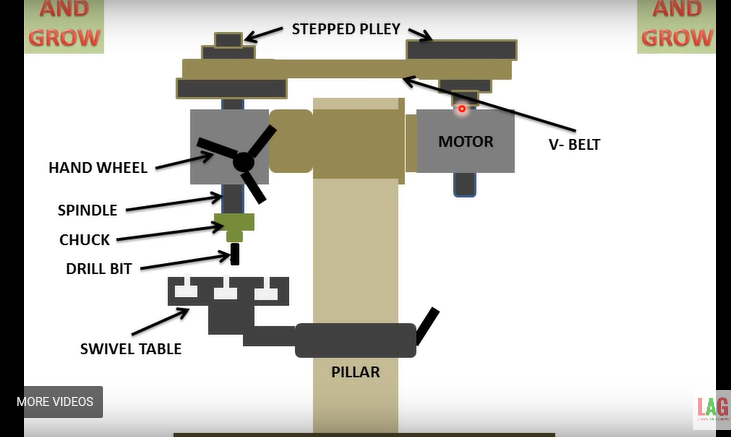 AND
GROW
AND
GROW
STEPPED PLLEY
MOTOR
V- BELT
HAND WHEEL
SPINDLE
CHUCK
DRILL BIT
SWIVEL TABLE
PILLAR
MORE VIDEOS
LAG